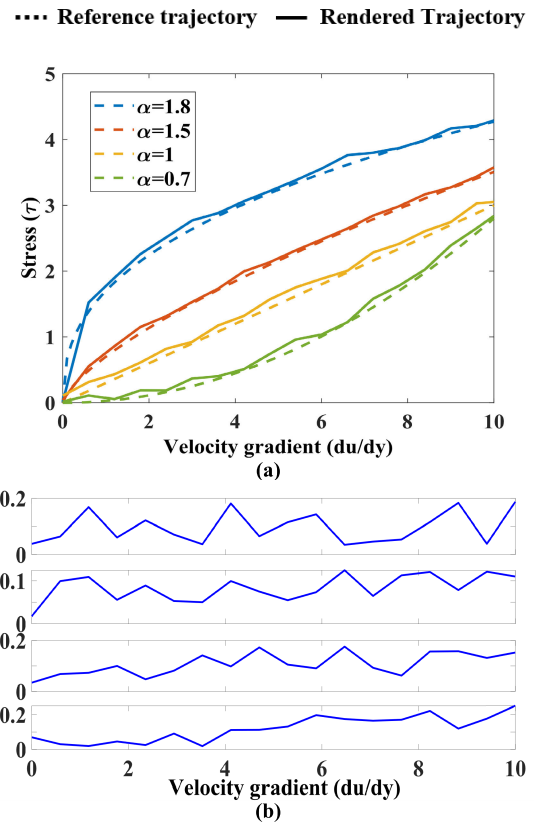 Reference trajectory Rendered Trajectory
5
4
3
2
1
0
Stress (τ)
α=1.8
α=1.5
α=1
α=0.7
0 2 4 6 8 10
Velocity gradient (du/dy)
(a)
0.2
0
0.1
0
0.2
0
0.2
0
0 2 4 6 8 10
Velocity gradient (du/dy)
(b)